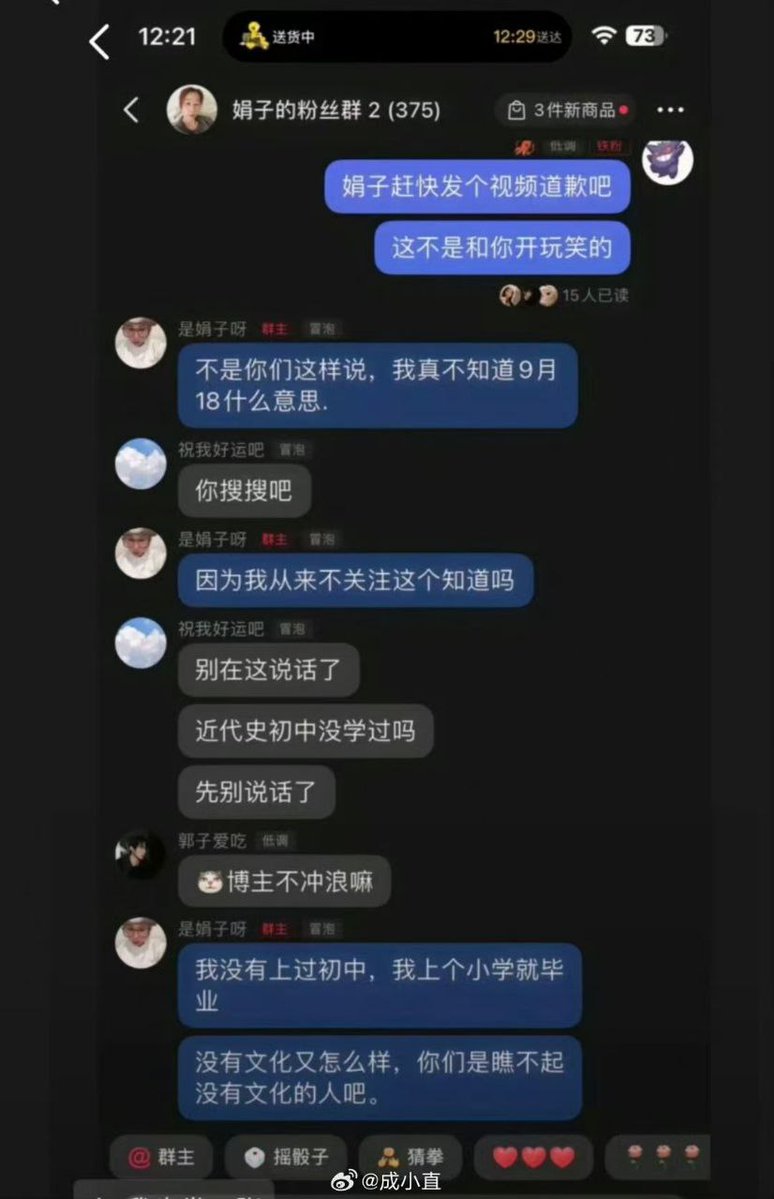 12:21
送货中
12:29送达
73
娟子的粉丝群 2 (375)
3件新商品
低调
铁粉
娟子赶快发个视频道歉吧
这不是和你开玩笑的
15人已读
是娟子呀 群主 冒泡
不是你们这样说，我真不知道9月
18什么意思.
祝我好运吧 冒泡
你搜搜吧
是娟子呀 群主 冒泡
因为我从来不关注这个知道吗
祝我好运吧 冒泡
别在这说话了
近代史初中没学过吗
先别说话了
郭子爱吃 低调
博主不冲浪嘛
是娟子呀 群主 冒泡
我没有上过初中，我上个小学就毕
业
没有文化又怎么样，你们是瞧不起
没有文化的人吧。
@ 群主
摇骰子
猜拳
@成小直